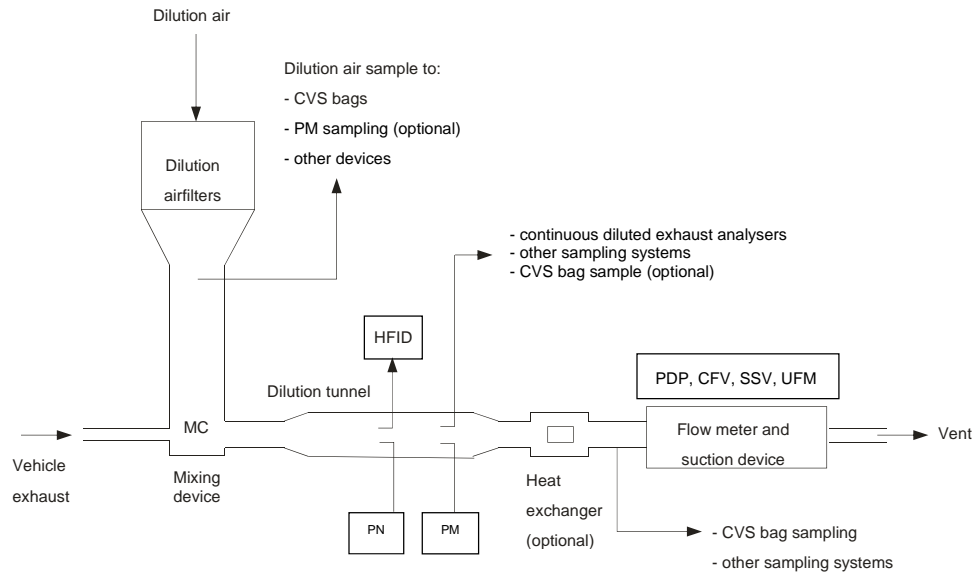 Dilution air
Dilution air sample to:
- CVS bags
- PM sampling (optional)
- other devices
Dilution
airfilters
- continuous diluted exhaust analysers
- other sampling systems
- CVS bag sample (optional)
HFID
Dilution tunnel
PDP, CFV, SSV, UFM
MC
Flow meter and
suction device
Vent
Vehicle
exhaust
Mixing
device
Heat
exchanger
(optional)
PN
PM
- CVS bag sampling
- other sampling systems